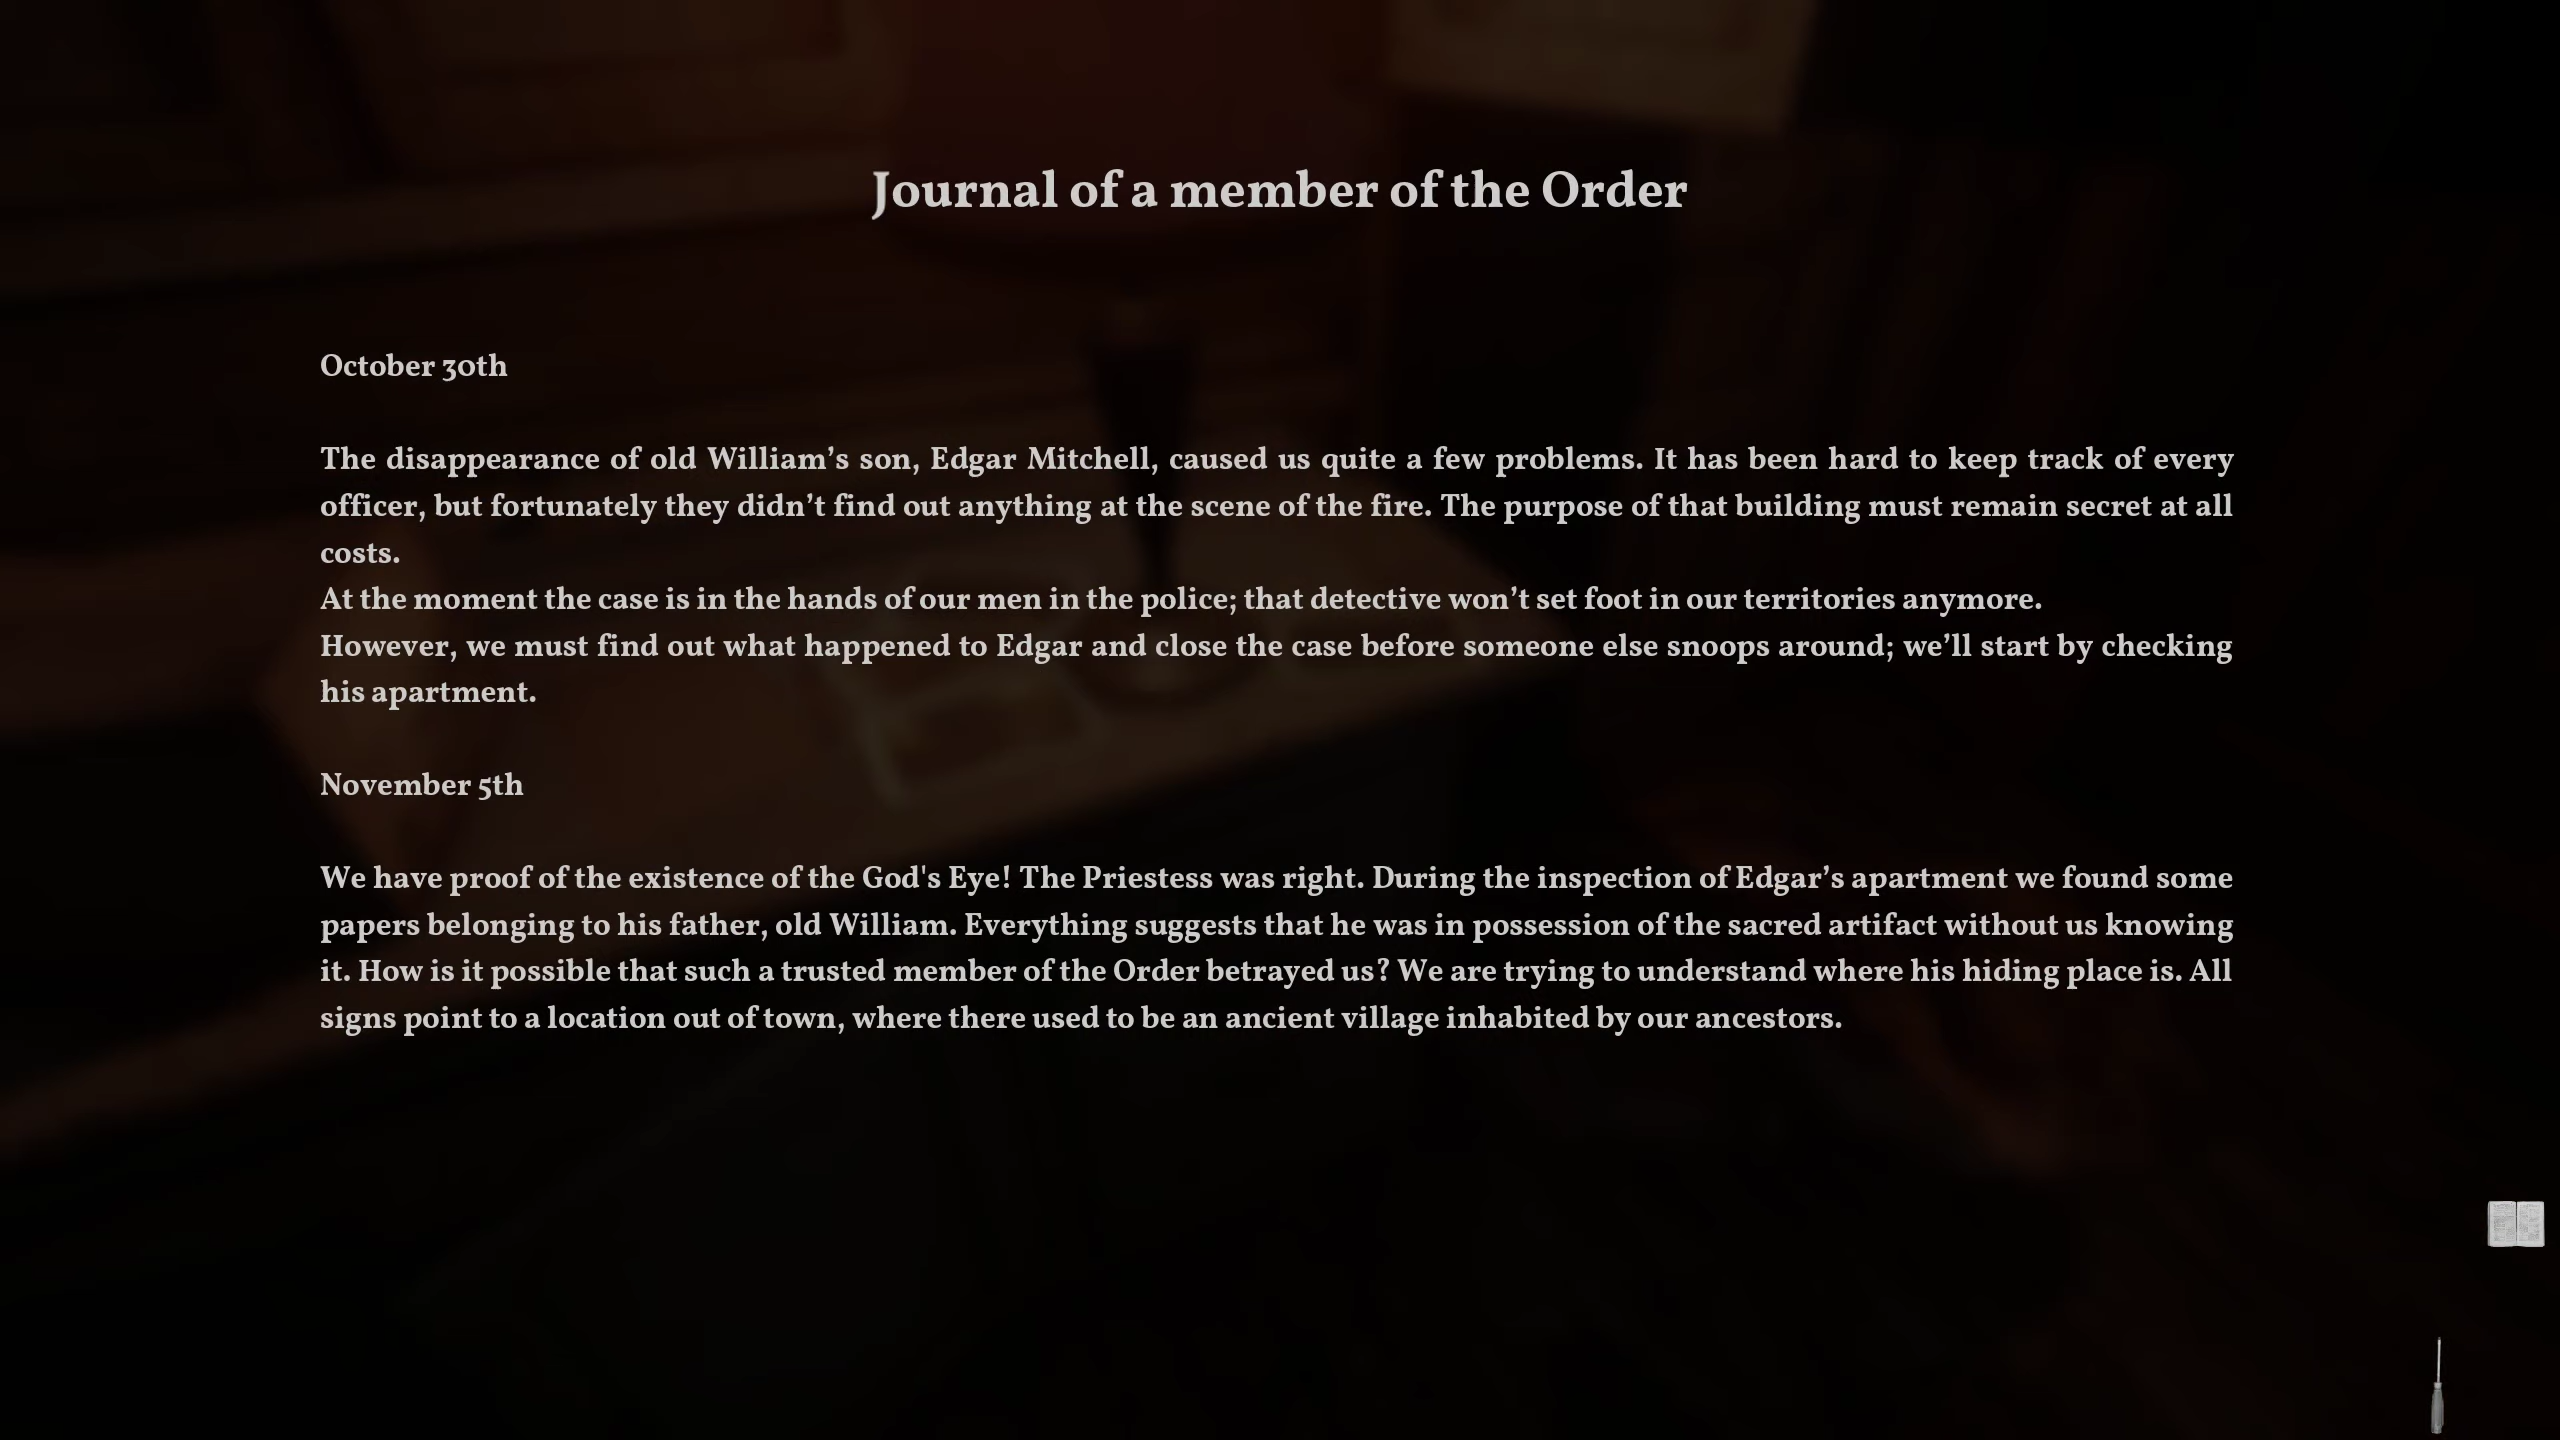 Journal of a member of the Order
October 30th
The disappearance of old William’s son, Edgar Mitchell, caused us quite a few problems. It has been hard to keep track of every
officer, but fortunately they didn’t find out anything at the scene of the fire. The purpose of that building must remain secret at all
costs.
At the moment the case is in the hands of our men in the police; that detective won’t set foot in our territories anymore.
However, we must find out what happened to Edgar and close the case before someone else snoops around; we’ll start by checking
his apartment.
November 5th
We have proof of the existence of the God's Eye! The Priestess was right. During the inspection of Edgar’s apartment we found some
papers belonging to his father, old William. Everything suggests that he was in possession of the sacred artifact without us knowing
it. How is it possible that such a trusted member of the Order betrayed us? We are trying to understand where his hiding place is. All
signs point to a location out of town, where there used to be an ancient village inhabited by our ancestors.